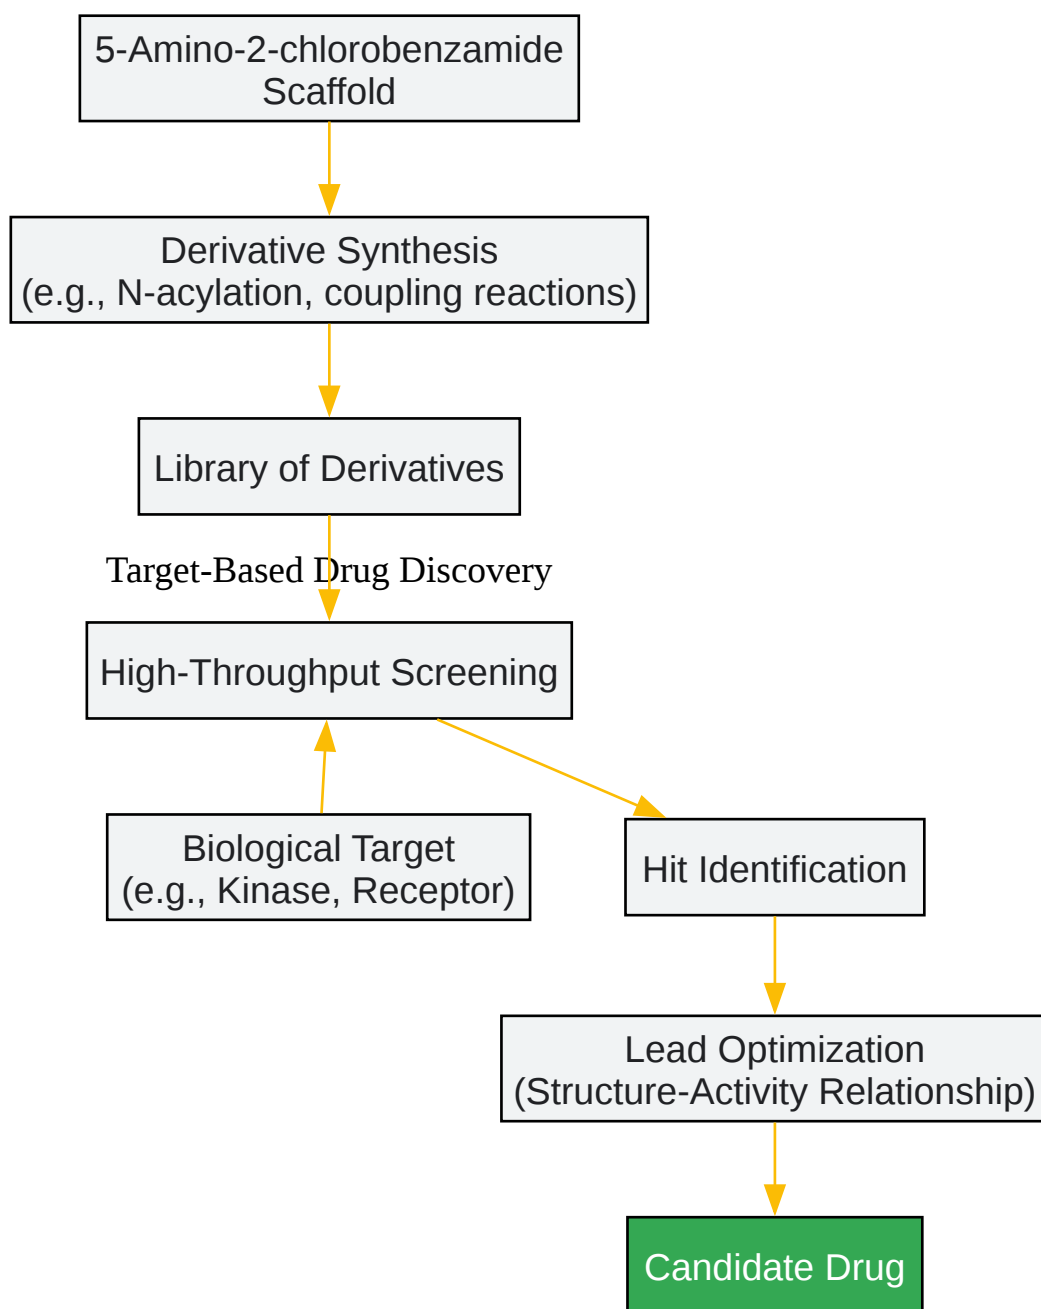 5-Amino-2-chlorobenzamide
Scaffold
Derivative Synthesis
(e.g., N-acylation, coupling reactions)
Library of Derivatives
Target-Based Drug Discovery
High-Throughput Screening
Biological Target
(e.g., Kinase, Receptor)
Hit Identification
Lead Optimization
(Structure-Activity Relationship)
Candidate Drug